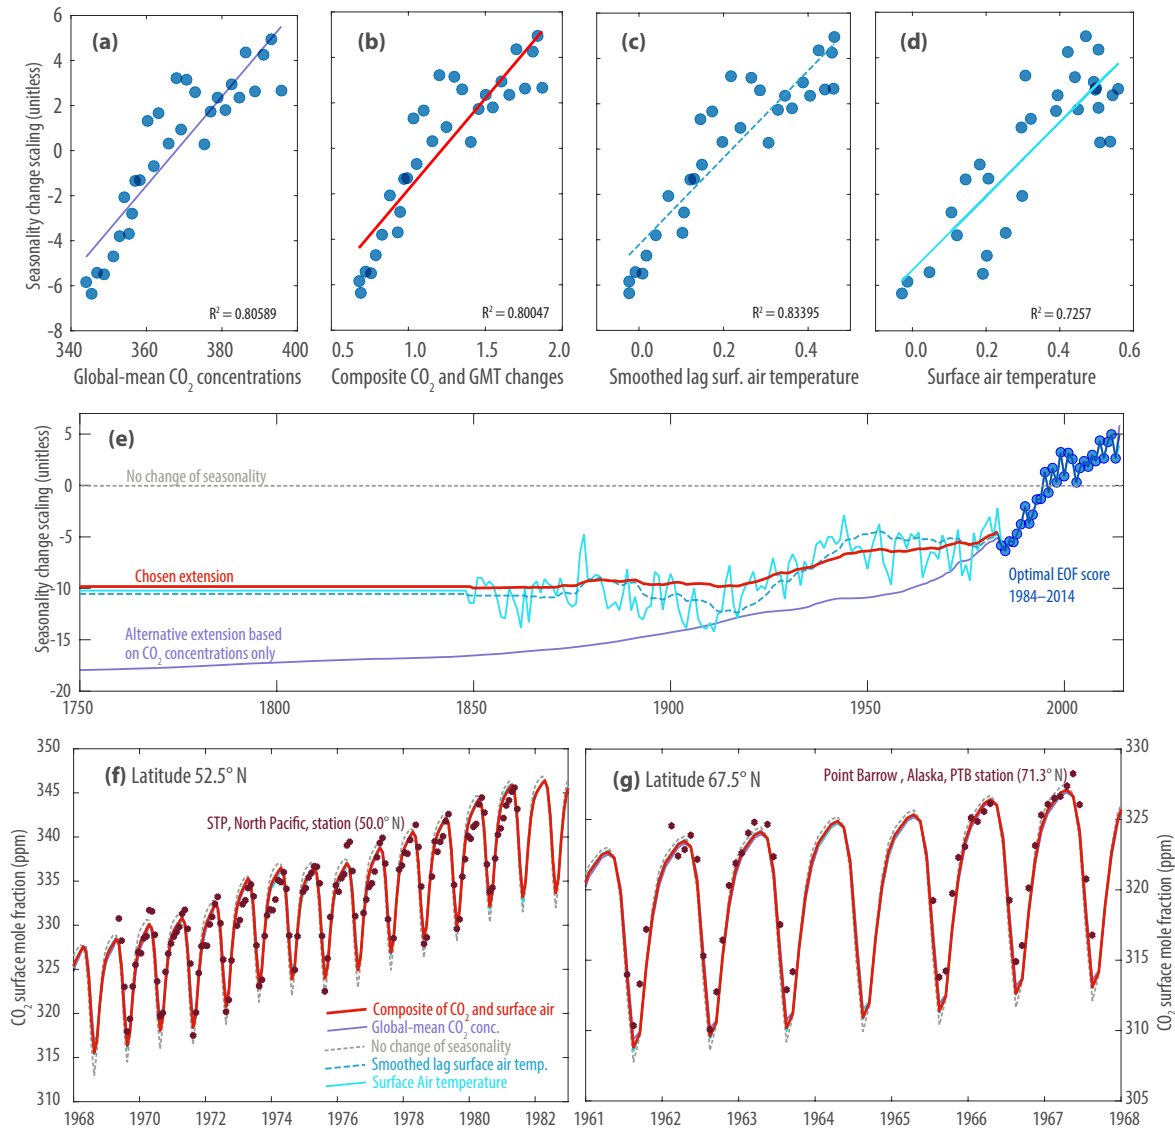 Seasonality change scaling (unitless)
6
4
2
0
-2
-4
-6
-8
(a)
R² = 0.80589
340
360
380
400
Global-mean CO₂ concentrations
(b)
R² = 0.80047
0.5
1.0
1.5
2.0
Composite CO₂ and GMT changes
(c)
R² = 0.83395
0.0
0.2
0.4
Smoothed lag surf. air temperature
(d)
R² = 0.7257
0.0
0.2
0.4
0.6
Surface air temperature
Seasonality change scaling (unitless)
5
0
-5
-10
-15
-20
(e)
No change of seasonality
Chosen extension
Alternative extension based
on CO₂ concentrations only
Optimal EOF score
1984–2014
1750
1800
1850
1900
1950
2000
CO₂ surface mole fraction (ppm)
350
345
340
335
330
325
320
315
310
(f) Latitude 52.5° N
STP, North Pacific, station (50.0° N)
Composite of CO₂ and surface air
Global-mean CO₂ conc.
No change of seasonality
Smoothed lag surface air temp.
Surface Air temperature
1968
1970
1972
1974
1976
1978
1980
1982
(g) Latitude 67.5° N
Point Barrow , Alaska, PTB station (71.3° N)
330
325
320
315
310
305
CO₂ surface mole fraction (ppm)
1961
1962
1963
1964
1965
1966
1967
1968